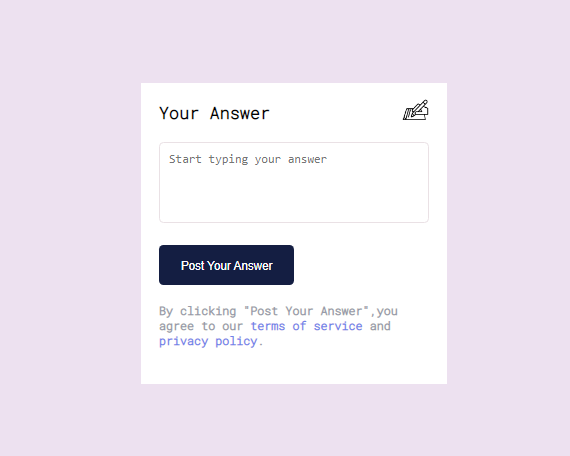 Your Answer
Start typing your answer
Post Your Answer
By clicking "Post Your Answer",you
agree to our terms of service and
privacy policy.